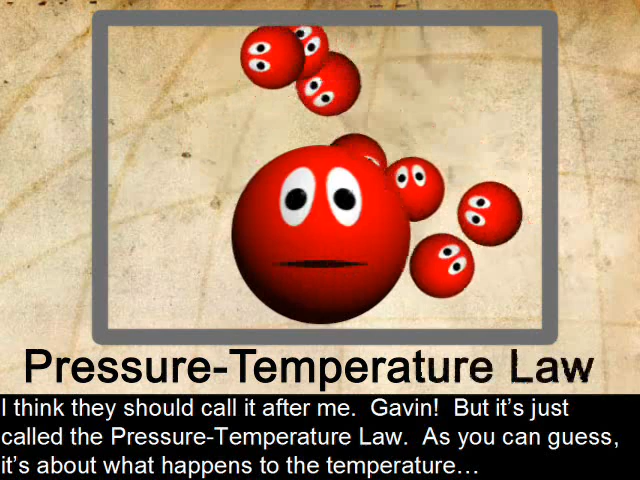 Pressure-Temperature Law
I think they should call it after me.  Gavin!  But it’s just
called the Pressure-Temperature Law.  As you can guess,
it’s about what happens to the temperature…